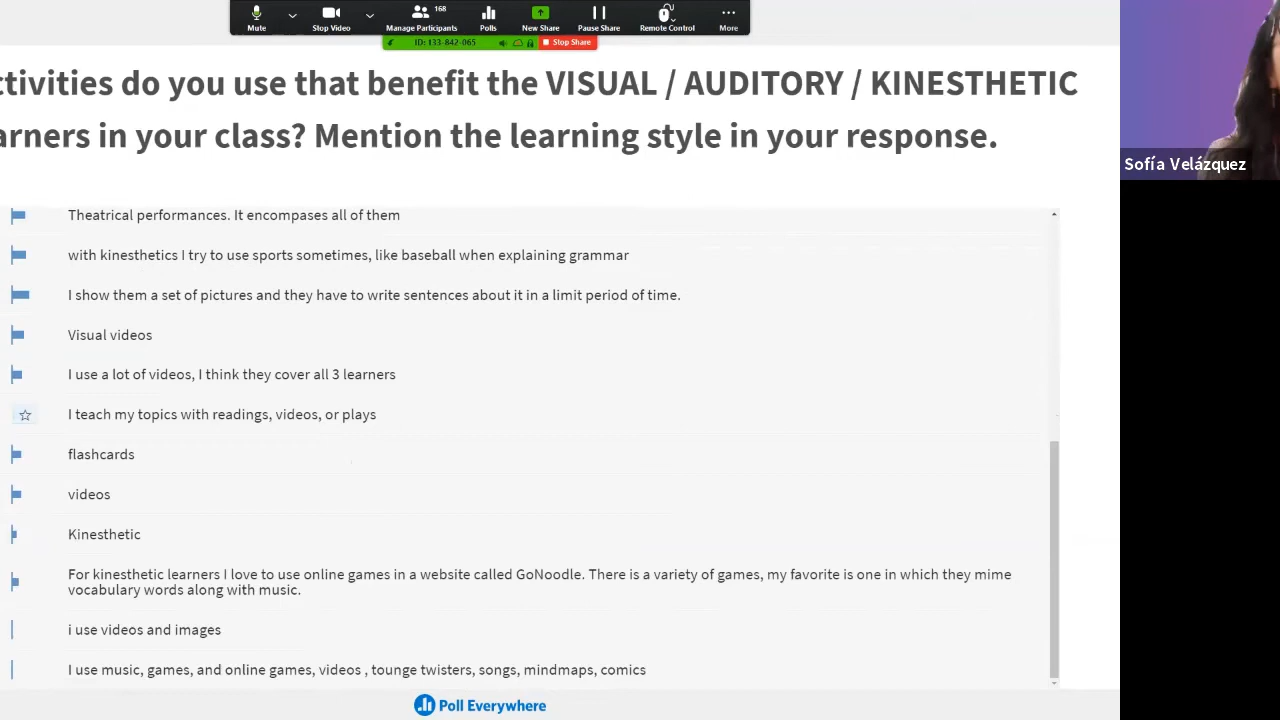 168
Mute
Stop Video
Manage Participants
Polls
New Share
Pause Share
Remote Control
More
ID: 133-842-065
Stop Share
ctivities do you use that benefit the VISUAL / AUDITORY / KINESTHETIC
arners in your class? Mention the learning style in your response.
Sofía Velázquez
Theatrical performances. It encompases all of them
with kinesthetics I try to use sports sometimes, like baseball when explaining grammar
I show them a set of pictures and they have to write sentences about it in a limit period of time.
Visual videos
I use a lot of videos, I think they cover all 3 learners
I teach my topics with readings, videos, or plays
flashcards
videos
Kinesthetic
For kinesthetic learners I love to use online games in a website called GoNoodle. There is a variety of games, my favorite is one in which they mime
vocabulary words along with music.
i use videos and images
I use music, games, and online games, videos , tounge twisters, songs, mindmaps, comics
Poll Everywhere